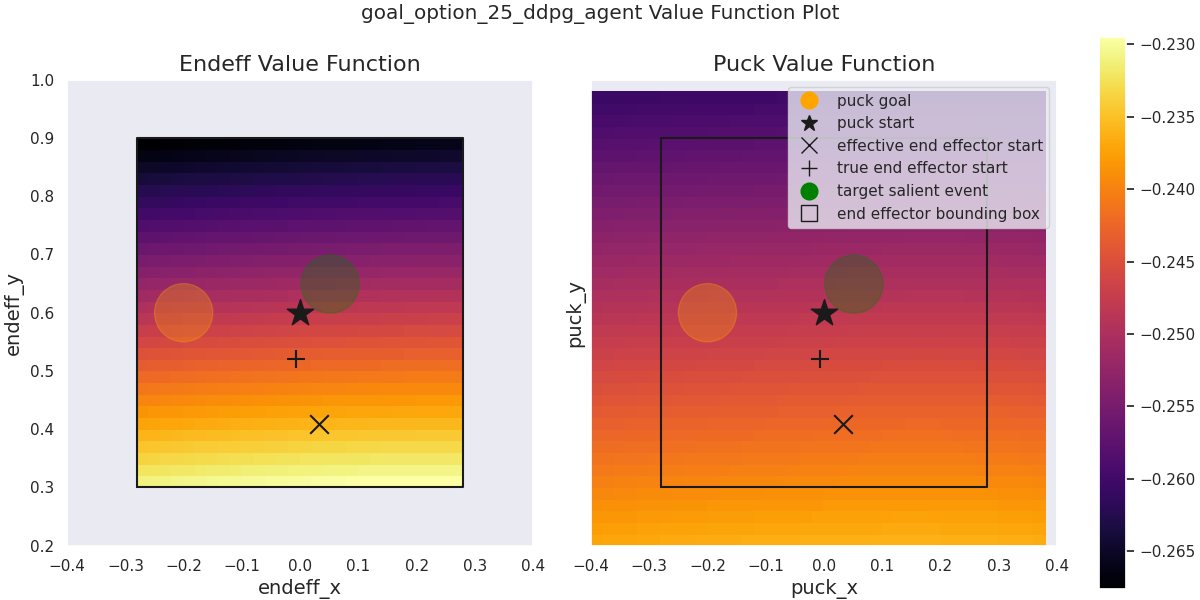 goal_option_25_ddpg_agent Value Function Plot
Endeff Value Function
1.0
0.9
0.8
0.7
0.6
0.5
0.4
0.3
0.2
endeff_y
−0.4
−0.3
−0.2
−0.1
0.0
0.1
0.2
0.3
0.4
endeff_x
Puck Value Function
puck goal
puck start
effective end effector start
true end effector start
target salient event
end effector bounding box
puck_y
−0.4
−0.3
−0.2
−0.1
0.0
0.1
0.2
0.3
0.4
puck_x
−0.230
−0.235
−0.240
−0.245
−0.250
−0.255
−0.260
−0.265